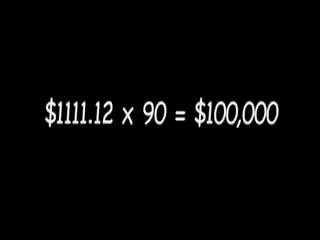 $1111.12 x 90 = $100,000